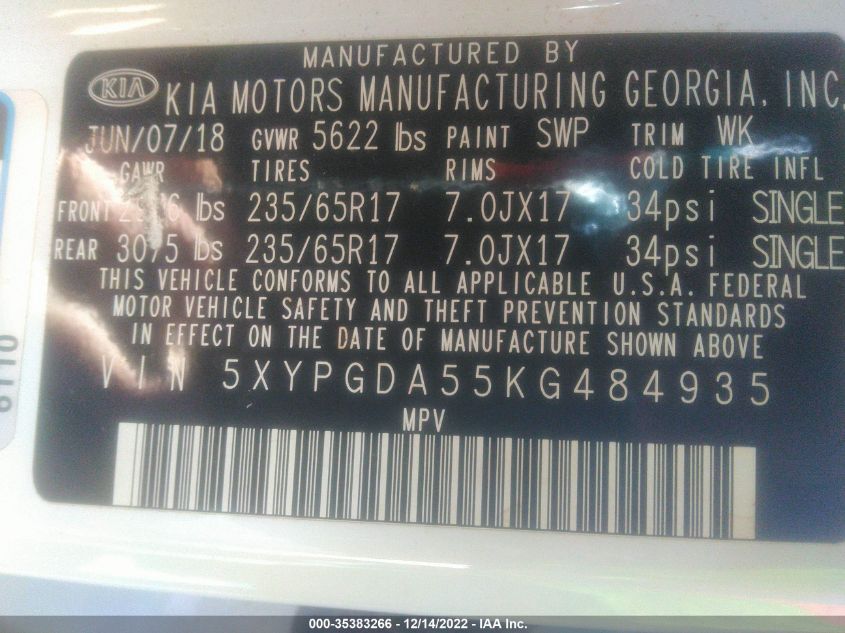 MANUFACTURED BY
KIA KIA MOTORS MANUFACTURING GEORGIA, INC.
JUN/07/18 GVWR 5622 lbs PAINT SWP TRIM WK
GAWR TIRES RIMS COLD TIRE INFL
FRONT lbs 235/65R17 7.0JX17 34psi SINGLE
REAR 3075 lbs 235/65R17 7.0JX17 34psi SINGLE
THIS VEHICLE CONFORMS TO ALL APPLICABLE U.S.A. FEDERAL
MOTOR VEHICLE SAFETY AND THEFT PREVENTION STANDARDS
IN EFFECT ON THE DATE OF MANUFACTURE SHOWN ABOVE
VIN 5XYPGDA55KG484935
MPV
000-35383266 - 12/14/2022 - IAA Inc.